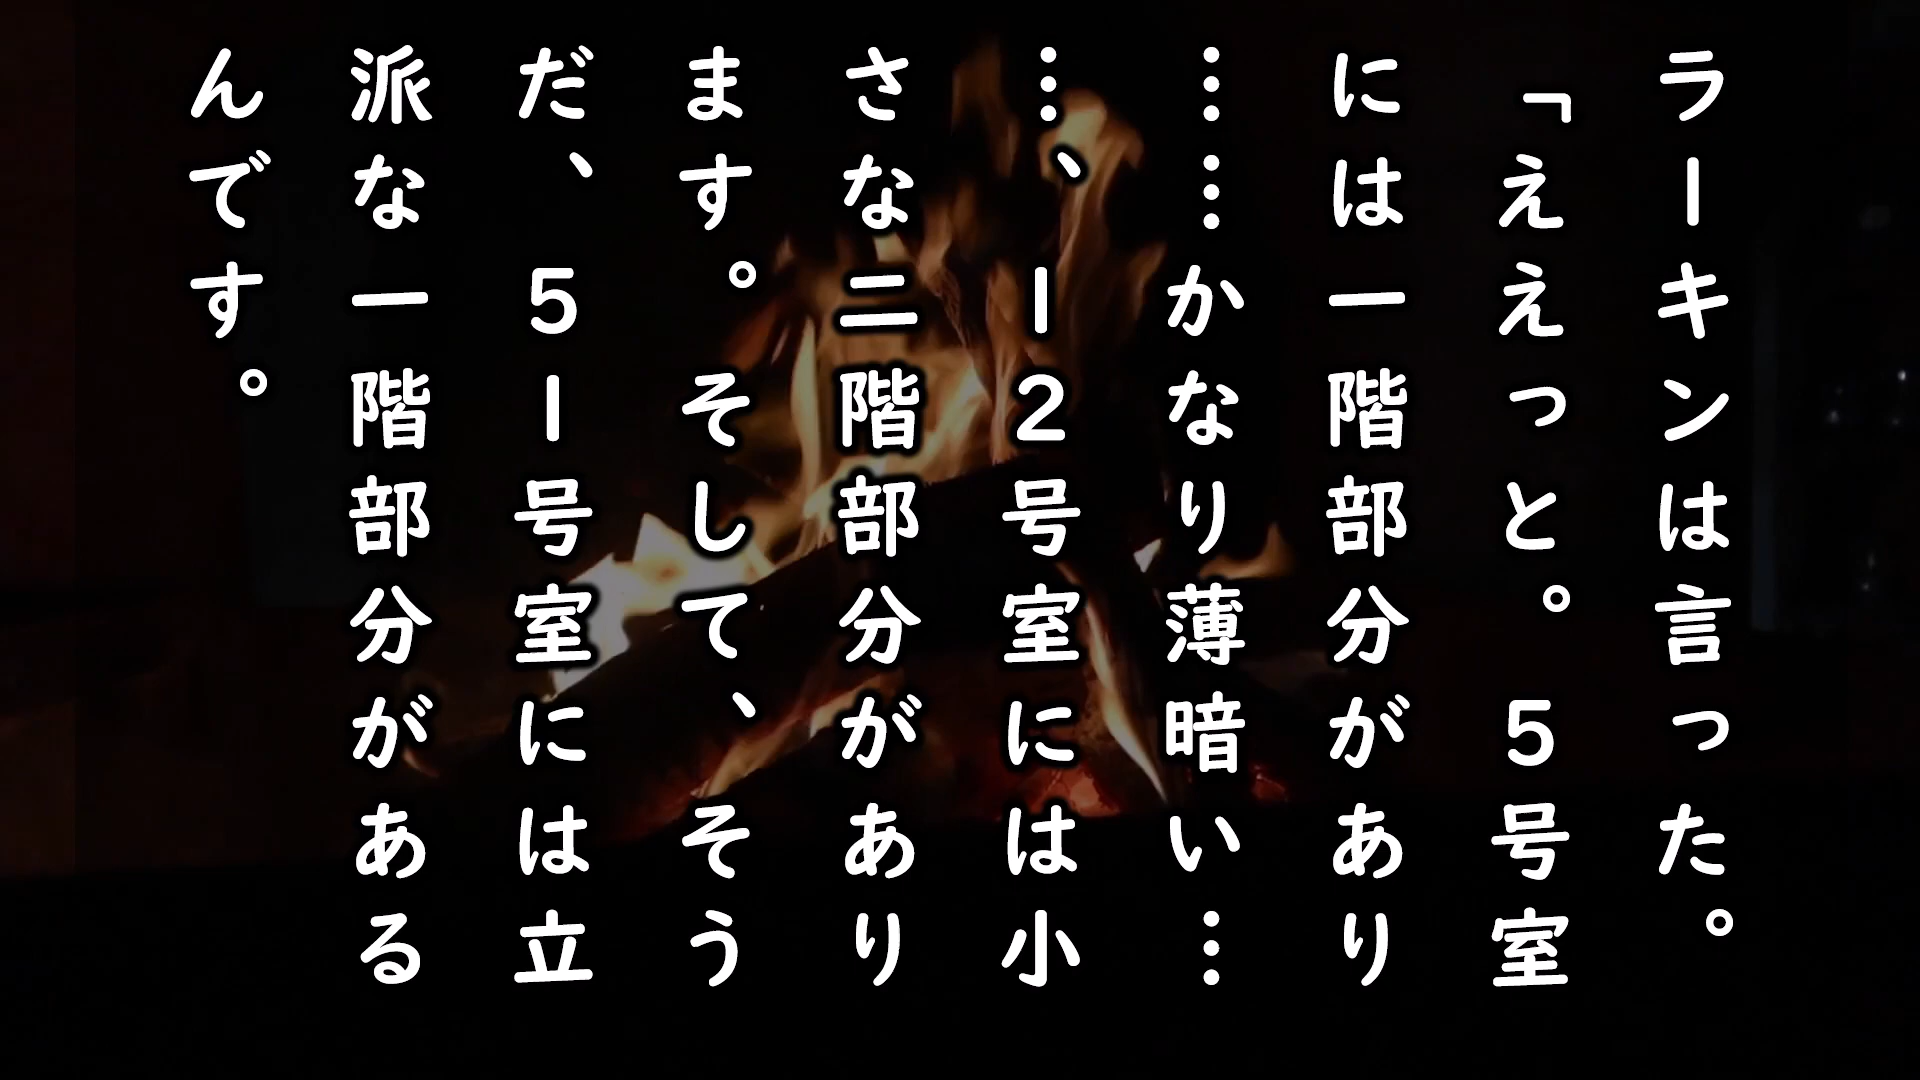 ラーキンは言った。
「ええっと。5号室
には一階部分があり
……かなり薄暗い…
…、12号室には小
さな二階部分があり
ます。そして、そう
だ、51号室には立
派な一階部分がある
んです。